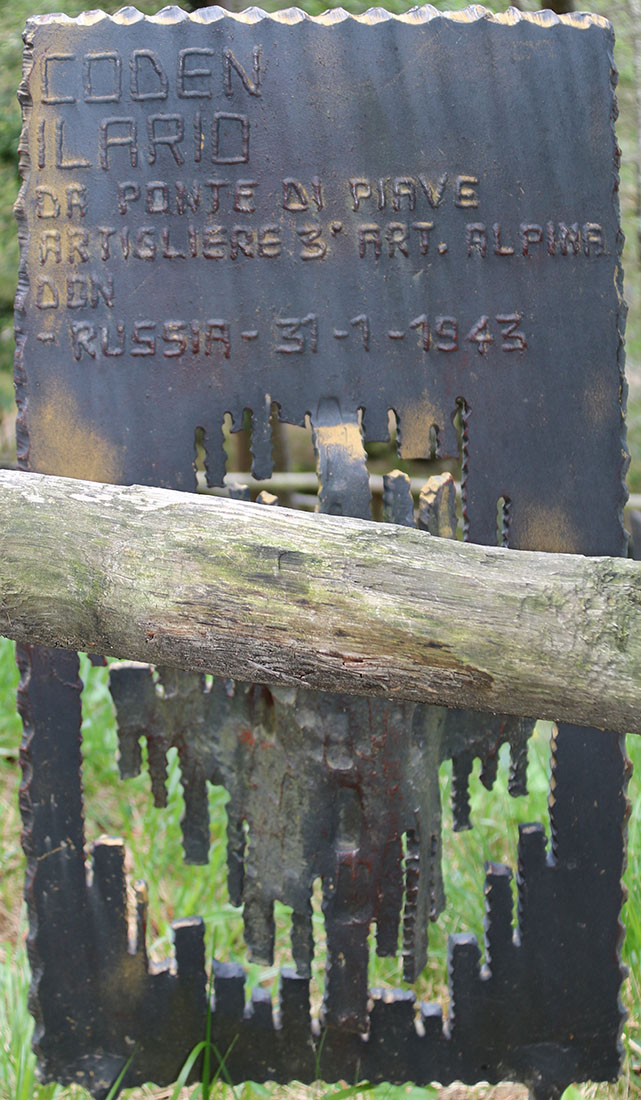 CODEN
ILARIO
DA PONTE DI PIAVE
ARTIGLIERE 3° ART. ALPINA
DON
- RUSSIA - 31 - 1 - 1943